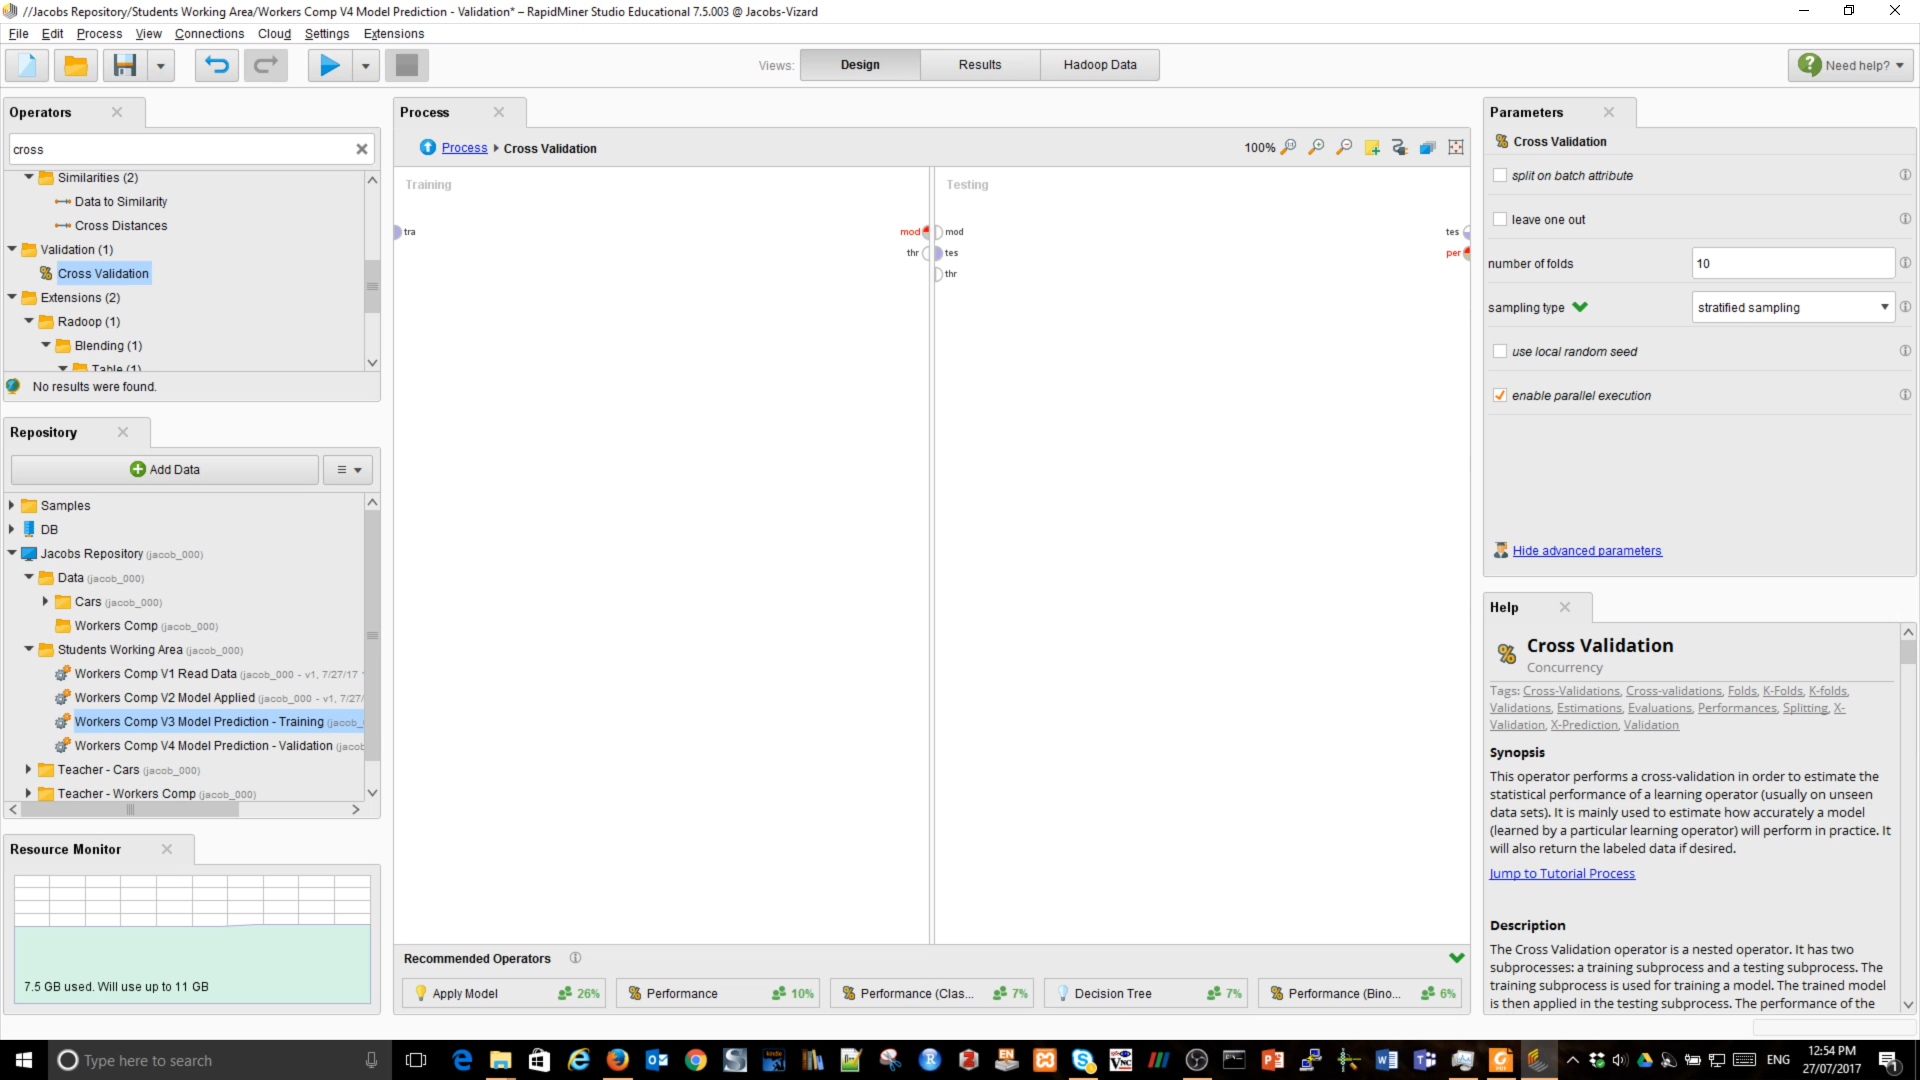 //Jacobs Repository/Students Working Area/Workers Comp V4 Model Prediction - Validation* – RapidMiner Studio Educational 7.5.003 @ Jacobs-Vizard
File Edit Process View Connections Cloud Settings Extensions
Views: Design Results Hadoop Data
Need help?
Operators
cross
Similarities (2)
Data to Similarity
Cross Distances
Validation (1)
Cross Validation
Extensions (2)
Radoop (1)
Blending (1)
Table (1)
No results were found.
Repository
Add Data
Samples
DB
Jacobs Repository (jacob_000)
Data (jacob_000)
Cars (jacob_000)
Workers Comp (jacob_000)
Students Working Area (jacob_000)
Workers Comp V1 Read Data (jacob_000 - v1, 7/27/17
Workers Comp V2 Model Applied (jacob_000 - v1, 7/27/
Workers Comp V3 Model Prediction - Training (jacob_
Workers Comp V4 Model Prediction - Validation (jacob
Teacher - Cars (jacob_000)
Teacher - Workers Comp (jacob_000)
Resource Monitor
7.5 GB used. Will use up to 11 GB
Process
Process Cross Validation
100%
Training
tra
mod
thr
Testing
mod
tes
thr
tes
per
Recommended Operators
Apply Model 26%
Performance 10%
Performance (Clas... 7%
Decision Tree 7%
Performance (Bino... 6%
Parameters
Cross Validation
split on batch attribute
leave one out
number of folds 10
sampling type stratified sampling
use local random seed
enable parallel execution
Hide advanced parameters
Help
Cross Validation
Concurrency
Tags: Cross-Validations, Cross-validations, Folds, K-Folds, K-folds,
Validations, Estimations, Evaluations, Performances, Splitting, X-
Validation, X-Prediction, Validation
Synopsis
This operator performs a cross-validation in order to estimate the
statistical performance of a learning operator (usually on unseen
data sets). It is mainly used to estimate how accurately a model
(learned by a particular learning operator) will perform in practice. It
will also return the labeled data if desired.
Jump to Tutorial Process
Description
The Cross Validation operator is a nested operator. It has two
subprocesses: a training subprocess and a testing subprocess. The
training subprocess is used for training a model. The trained model
is then applied in the testing subprocess. The performance of the
Type here to search
ENG
12:54 PM
27/07/2017